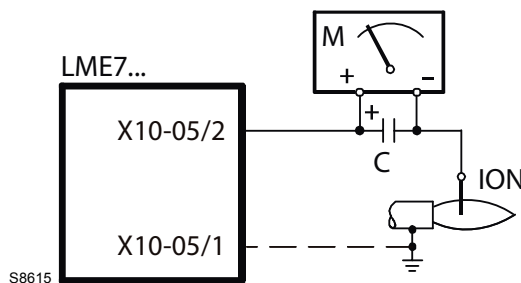 M
+ −
LME7...
X10-05/2
+
C
ION
X10-05/1
S8615